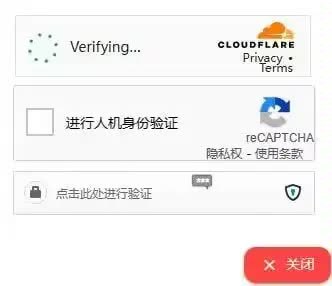 Verifying...
CLOUDFLARE
Privacy •
Terms
进行人机身份验证
reCAPTCHA
隐私权 - 使用条款
点击此处进行验证
× 关闭